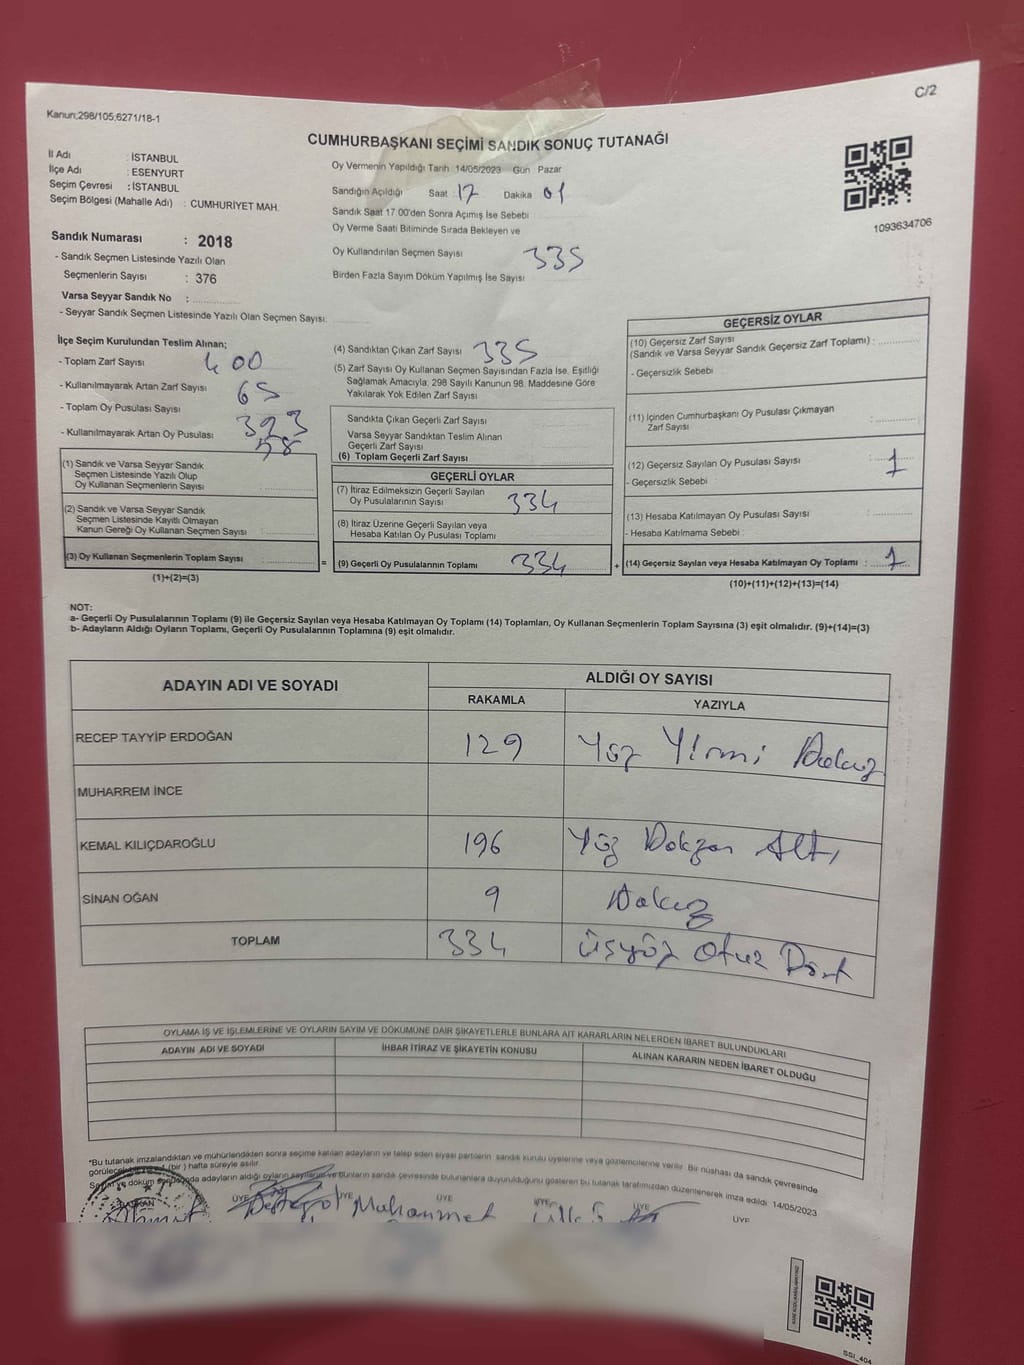 C/2
Kanun;298/105,6271/18-1
CUMHURBAŞKANI SEÇİMİ SANDIK SONUÇ TUTANAĞI
İl Adı : İSTANBUL
İlçe Adı : ESENYURT
Seçim Çevresi : İSTANBUL
Seçim Bölgesi (Mahalle Adı) : CUMHURİYET MAH.
Sandık Numarası : 2018
- Sandık Seçmen Listesinde Yazılı Olan
Seçmenlerin Sayısı : 376
Varsa Seyyar Sandık No :
- Seyyar Sandık Seçmen Listesinde Yazılı Olan Seçmen Sayısı:
Oy Vermenin Yapıldığı Tarih 14/05/2023 Gün Pazar
Sandığın Açıldığı Saat : 17 Dakika 01
Sandık Saat 17 00'den Sonra Açımış İse Sebebi
Oy Verme Saati Bitiminde Sırada Bekleyen ve
Oy Kullandırılan Seçmen Sayısı 335
Birden Fazla Sayım Döküm Yapılmış İse Sayısı
1093634706
İlçe Seçim Kurulundan Teslim Alınan;
- Toplam Zarf Sayısı 400
- Kullanılmayarak Artan Zarf Sayısı 65
- Toplam Oy Pusulası Sayısı 393
- Kullanılmayarak Artan Oy Pusulası 58
(1) Sandık ve Varsa Seyyar Sandık
Seçmen Listesinde Yazılı Olup
Oy Kullanan Seçmenlerin Sayısı :
(2) Sandık ve Varsa Seyyar Sandık
Seçmen Listesinde Kayıtlı Olmayan
Kanun Gereği Oy Kullanan Seçmen Sayısı :
(3) Oy Kullanan Seçmenlerin Toplam Sayısı :
(1)+(2)=(3)
(4) Sandıktan Çıkan Zarf Sayısı 335
(5) Zarf Sayısı Oy Kullanan Seçmen Sayısından Fazla İse, Eşitliği
Sağlamak Amacıyla, 298 Sayılı Kanunun 98. Maddesine Göre
Yakılarak Yok Edilen Zarf Sayısı
Sandıkta Çıkan Geçerli Zarf Sayısı
Varsa Seyyar Sandıktan Teslim Alınan
Geçerli Zarf Sayısı
(6) Toplam Geçerli Zarf Sayısı
GEÇERLİ OYLAR
(7) İtiraz Edilmeksizin Geçerli Sayılan
Oy Pusulalarının Sayısı 334
(8) İtiraz Üzerine Geçerli Sayılan veya
Hesaba Katılan Oy Pusulası Toplamı
= (9) Geçerli Oy Pusulalarının Toplamı 334
GEÇERSİZ OYLAR
(10) Geçersiz Zarf Sayısı
(Sandık ve Varsa Seyyar Sandık Geçersiz Zarf Toplamı) :
- Geçersizlik Sebebi
(11) İçinden Cumhurbaşkanı Oy Pusulası Çıkmayan
Zarf Sayısı :
(12) Geçersiz Sayılan Oy Pusulası Sayısı : 1
- Geçersizlik Sebebi
(13) Hesaba Katılmayan Oy Pusulası Sayısı :
- Hesaba Katılmama Sebebi
+ (14) Geçersiz Sayılan veya Hesaba Katılmayan Oy Toplamı : 1
(10)+(11)+(12)+(13)=(14)
NOT:
a- Geçerli Oy Pusulalarının Toplamı (9) ile Geçersiz Sayılan veya Hesaba Katılmayan Oy Toplamı (14) Toplamları, Oy Kullanan Seçmenlerin Toplam Sayısına (3) eşit olmalıdır. (9)+(14)=(3)
b- Adayların Aldığı Oyların Toplamı, Geçerli Oy Pusulalarının Toplamına (9) eşit olmalıdır.
ADAYIN ADI VE SOYADI
ALDIĞI OY SAYISI
RAKAMLA YAZIYLA
RECEP TAYYİP ERDOĞAN 129 Yüz Yirmi Dokuz
MUHARREM İNCE
KEMAL KILIÇDAROĞLU 196 Yüz Dokzan Altı
SİNAN OĞAN 9 Dokuz
TOPLAM 334 üçyüz Otuz Dört
OYLAMA İŞ VE İŞLEMLERİNE VE OYLARIN SAYIM VE DÖKÜMÜNE DAİR ŞİKAYETLERLE BUNLARA AİT KARARLARIN NELERDEN İBARET BULUNDUKLARI
ADAYIN ADI VE SOYADI İHBAR İTİRAZ VE ŞİKAYETİN KONUSU ALINAN KARARIN NEDEN İBARET OLDUĞU
*Bu tutanak imzalandıktan ve mühürlendikten sonra seçime katılan adayların ve talep eden siyasi partilerin sandık kurulu üyelerine veya gözlemcilerine verilir. Bir nüshası da sandık çevresinde
(bir) hafta süreyle asılır.
döküm adayların aldığı oyların sayılarını ve bunların sandık çevresinde bulunanlara duyurulduğunu gösteren bu tutanak tarafımızdan düzenlenerek imza edildi 14/05/2023
BAŞKAN ÜYE ÜYE ÜYE ÜYE ÜYE ÜYE
Ahmet Muhammet
SSI_404